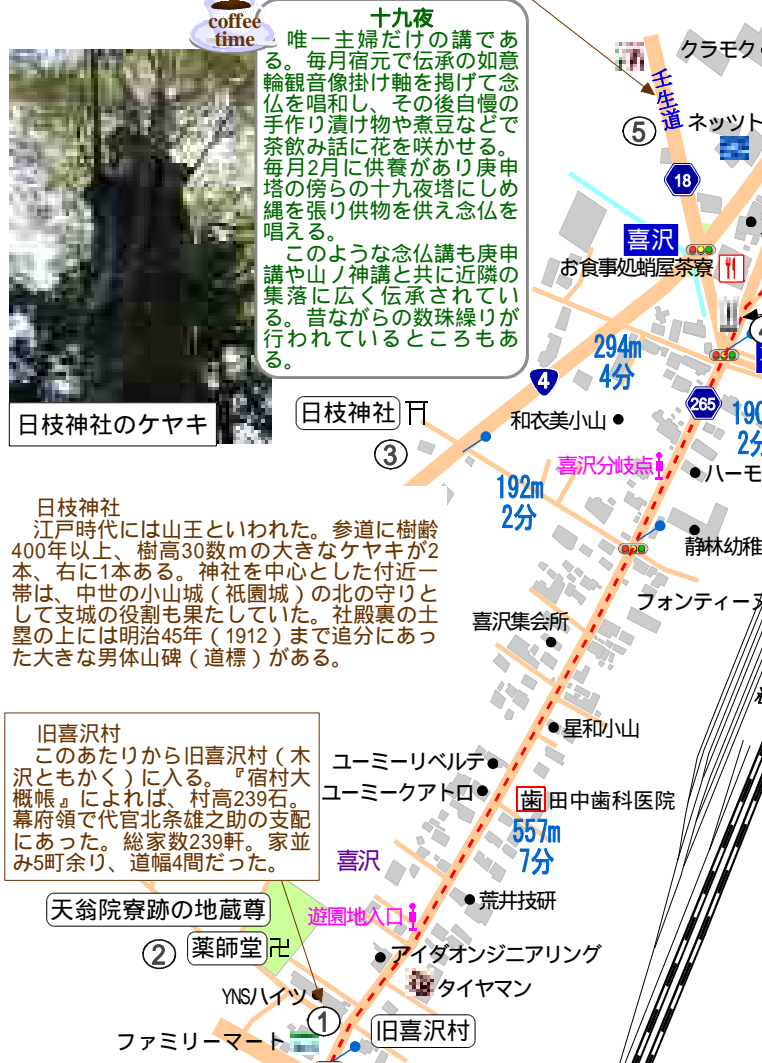 coffee
time
十九夜
唯一主婦だけの講であ
る。毎月宿元で伝承の如意
輪観音像掛け軸を掲げて念
仏を唱和し、その後自慢の
手作り漬け物や煮豆などで
茶飲み話に花を咲かせる。
毎月2月に供養があり庚申
塔の傍らの十九夜塔にしめ
縄を張り供物を供え念仏を
唱える。
このような念仏講も庚申
講や山ノ神講と共に近隣の
集落に広く伝承されてい
る。昔ながらの数珠繰りが
行われているところもあ
る。
日枝神社のケヤキ
クラモク
壬生道
⑤
ネッツト
18
喜沢
お食事処蛸屋茶寮
294m
4分
4
265
190
2分
日枝神社
③
和衣美小山
喜沢分岐点
ハーモ
192m
2分
静林幼稚
日枝神社
江戸時代には山王といわれた。参道に樹齢
400年以上、樹高30数mの大きなケヤキが2
本、右に1本ある。神社を中心とした付近一
帯は、中世の小山城（祇園城）の北の守りと
して支城の役割も果たしていた。社殿裏の土
塁の上には明治45年（1912）まで追分にあっ
た大きな男体山碑（道標）がある。
フォンティーヌ
喜沢集会所
星和小山
旧喜沢村
このあたりから旧喜沢村（木
沢ともかく）に入る。『宿村大
概帳』によれば、村高239石。
幕府領で代官北条雄之助の支配
にあった。総家数239軒。家並
み5町余り、道幅4間だった。
ユーミーリベルテ
ユーミークアトロ
歯
田中歯科医院
557m
7分
喜沢
天翁院寮跡の地蔵尊
遊園地入口
荒井技研
②
薬師堂
卍
アイダオンジニアリング
タイヤマン
YNSハイツ
①
旧喜沢村
ファミリーマート